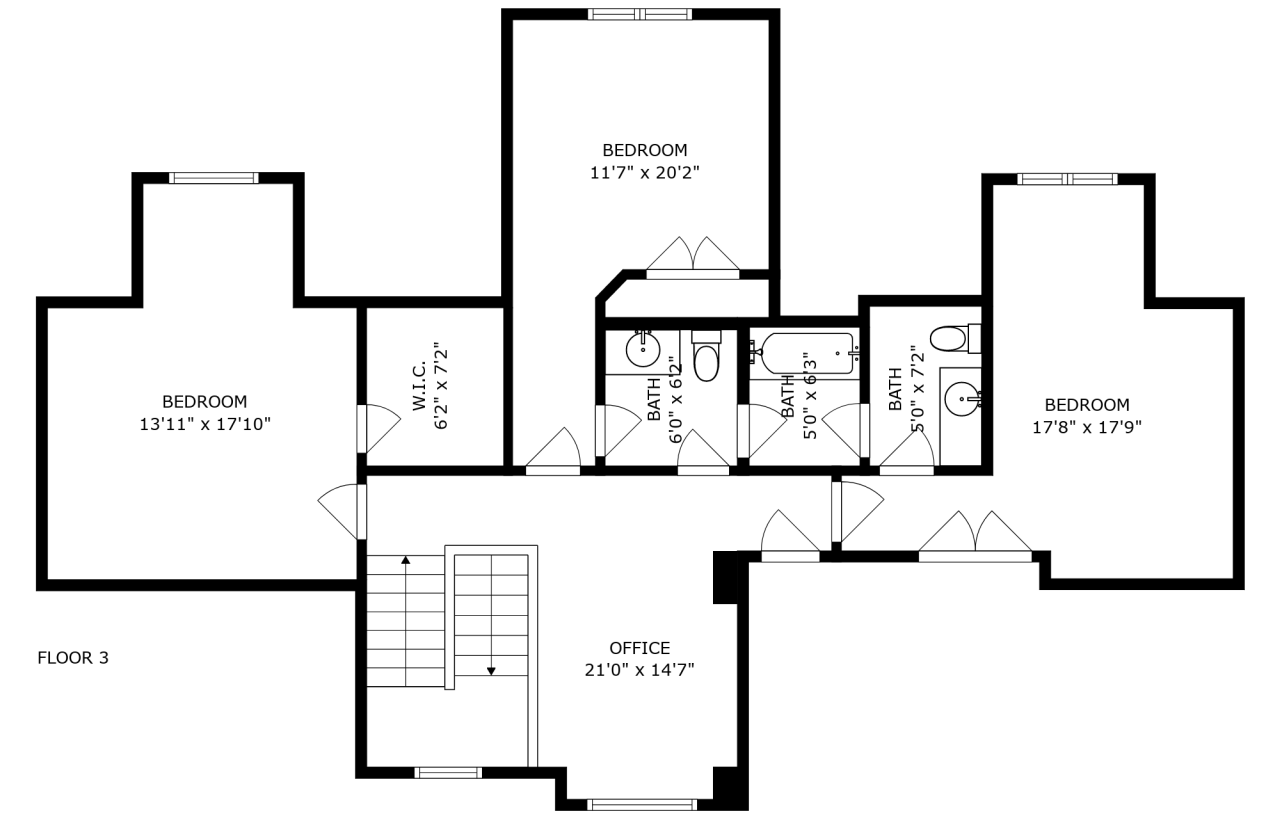 BEDROOM
11'7" x 20'2"
BEDROOM
13'11" x 17'10"
W.I.C.
6'2" x 7'2"
BATH
6'0" x 6'2"
BATH
5'0" x 6'3"
BATH
5'0" x 7'2"
BEDROOM
17'8" x 17'9"
OFFICE
21'0" x 14'7"
FLOOR 3